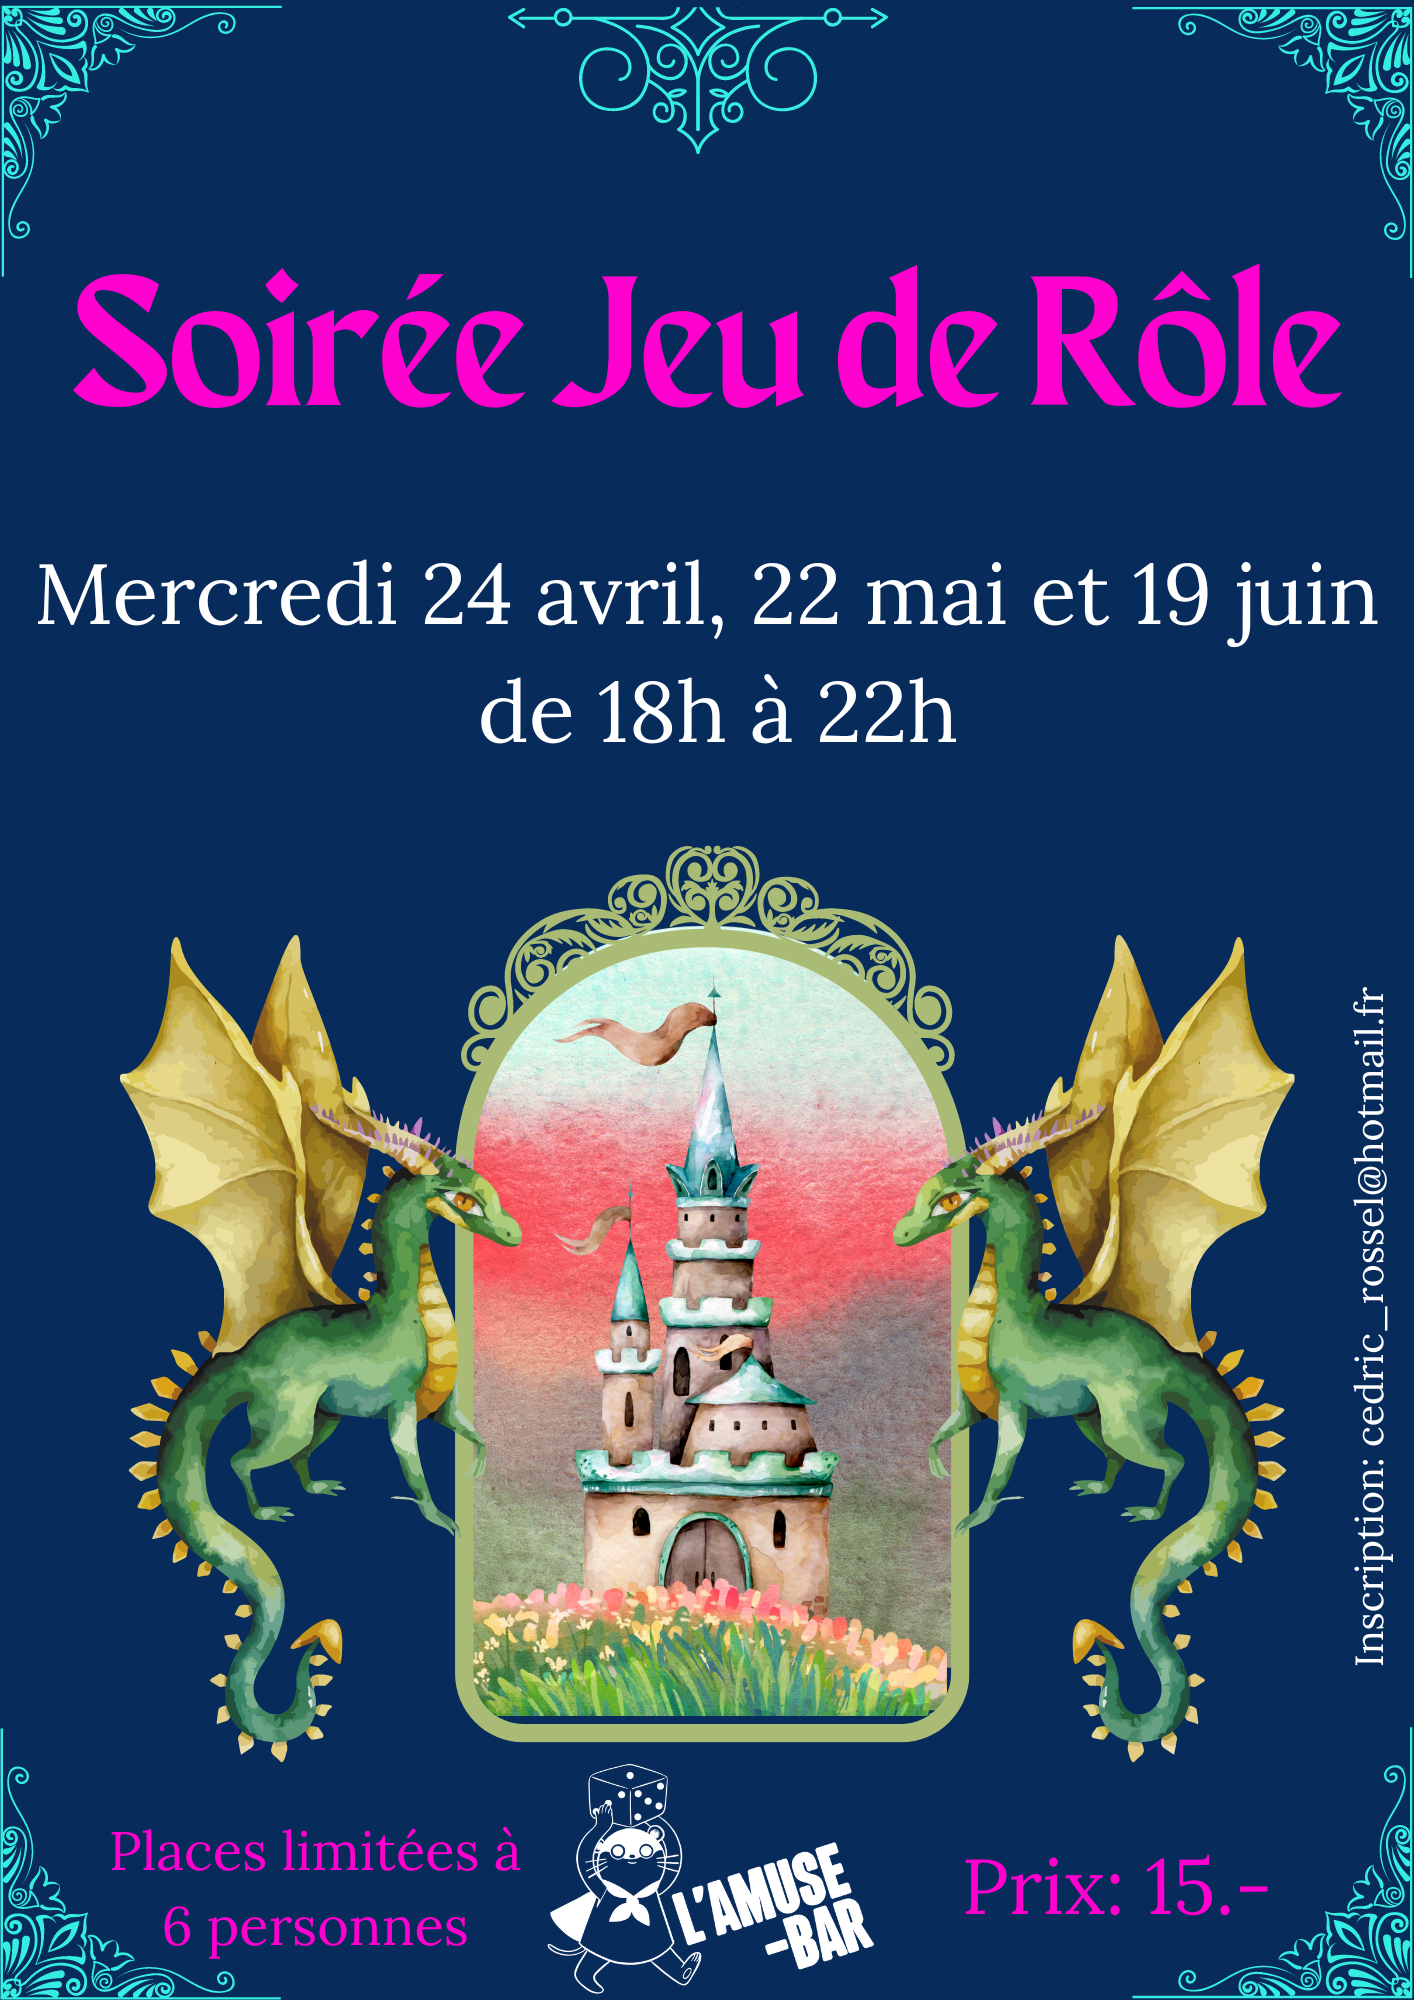 Soirée Jeu de Rôle
Mercredi 24 avril, 22 mai et 19 juin
de 18h à 22h
Inscription: cedric_rossel@hotmail.fr
Places limitées à
6 personnes
L'AMUSE
-BAR
Prix: 15.-